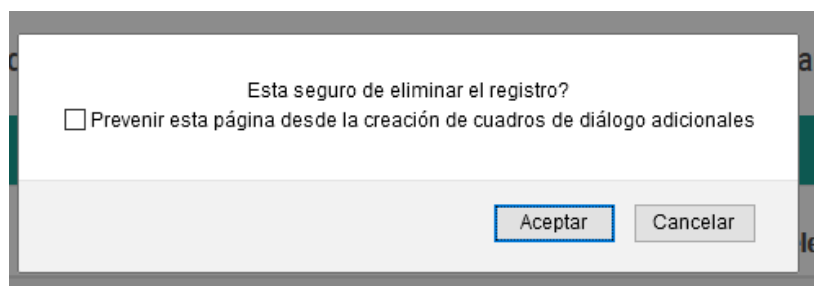 Esta seguro de eliminar el registro?
Prevenir esta página desde la creación de cuadros de diálogo adicionales
Aceptar Cancelar